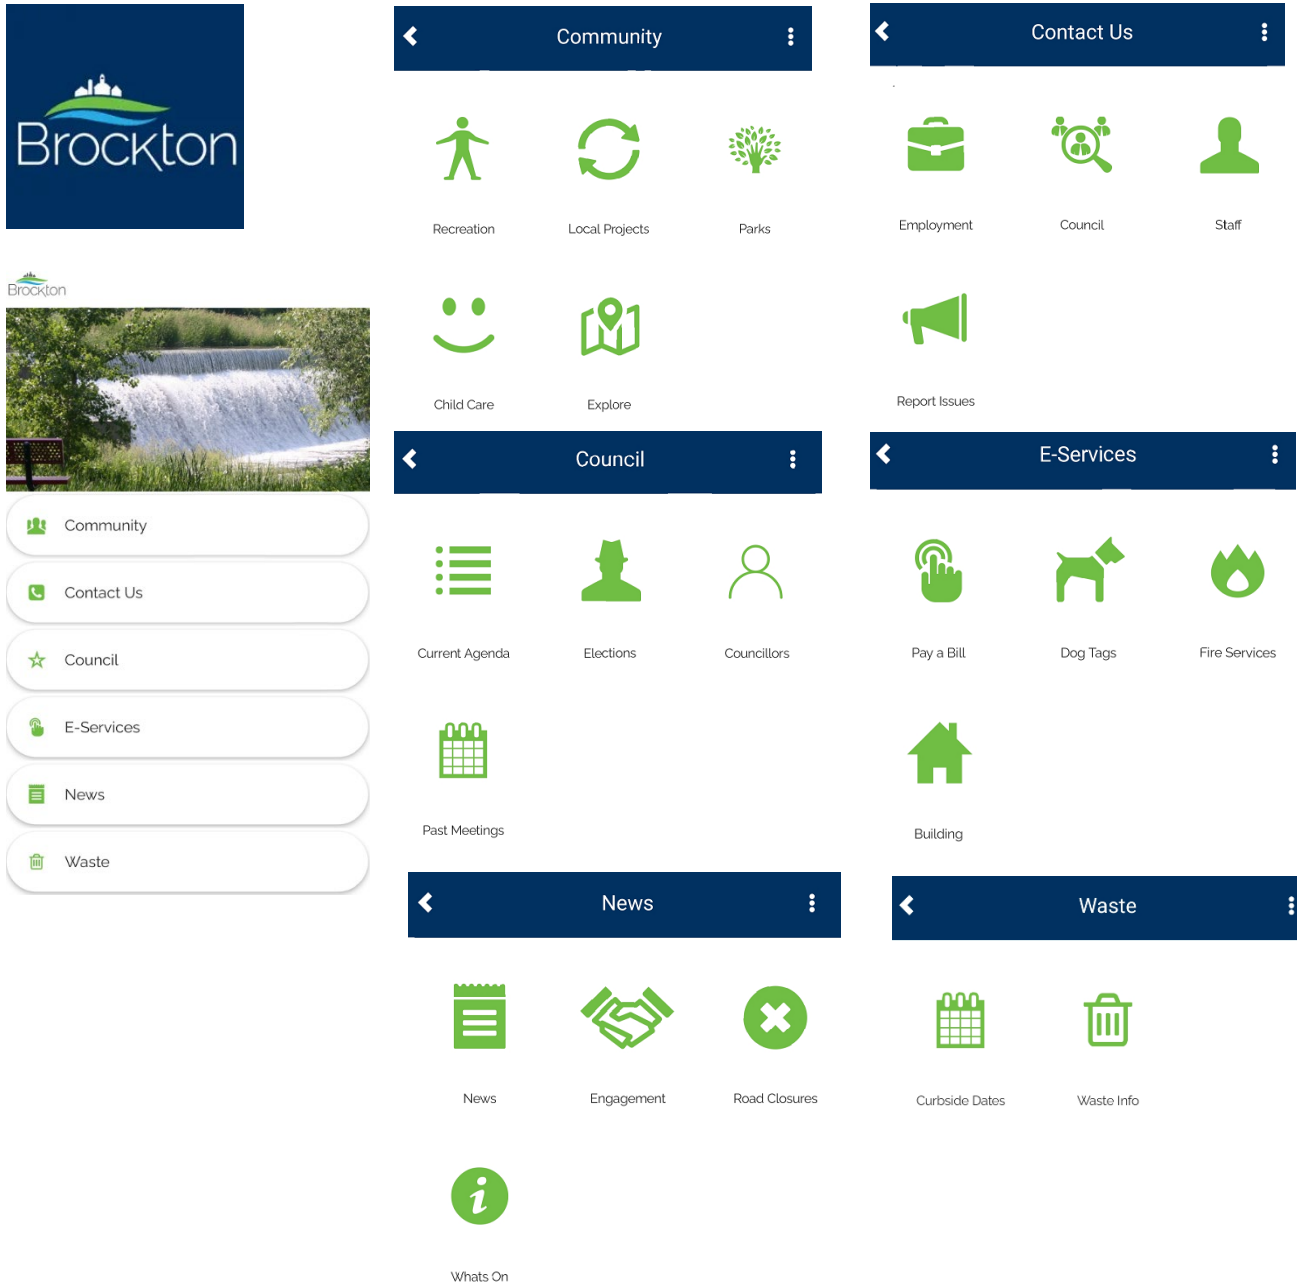 Brockton
Brockton
Community
Contact Us
Council
E-Services
News
Waste
Community
Recreation
Local Projects
Parks
Child Care
Explore
Contact Us
Employment
Council
Staff
Report Issues
Council
Current Agenda
Elections
Councillors
Past Meetings
E-Services
Pay a Bill
Dog Tags
Fire Services
Building
News
News
Engagement
Road Closures
Whats On
Waste
Curbside Dates
Waste Info